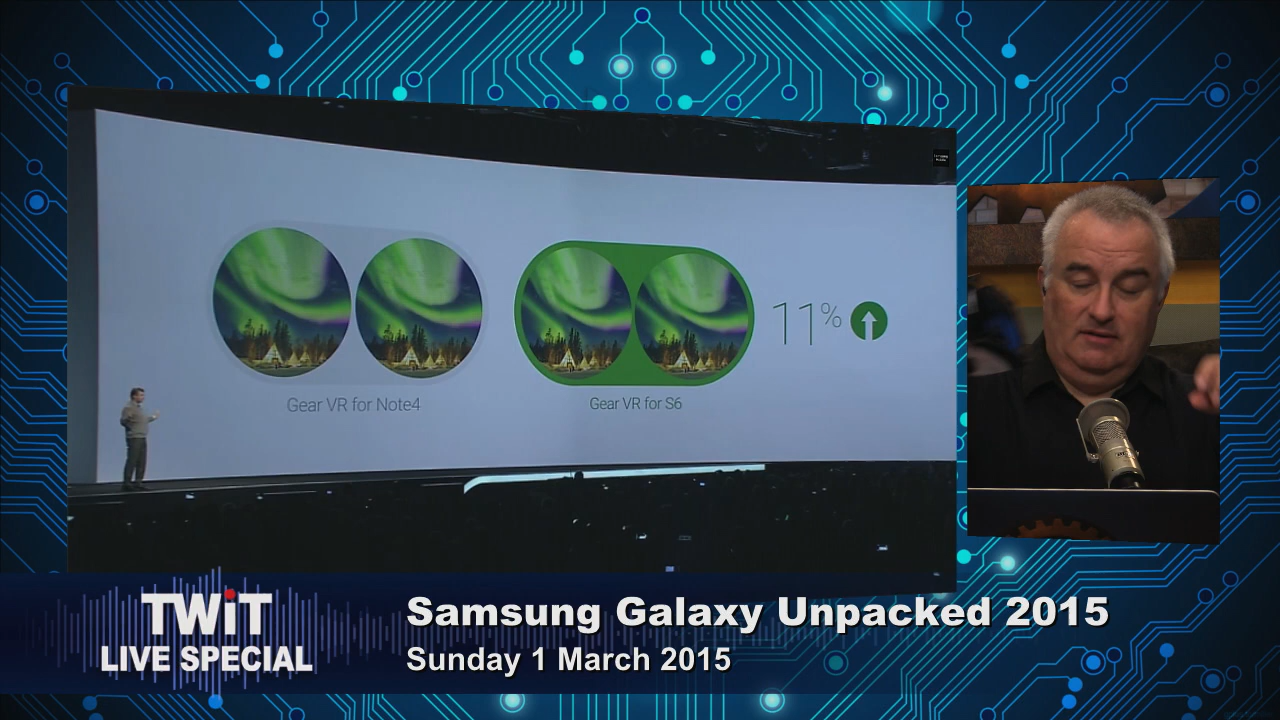 11%
Gear VR for Note4
Gear VR for S6
TWiT
LIVE SPECIAL
Samsung Galaxy Unpacked 2015
Sunday 1 March 2015